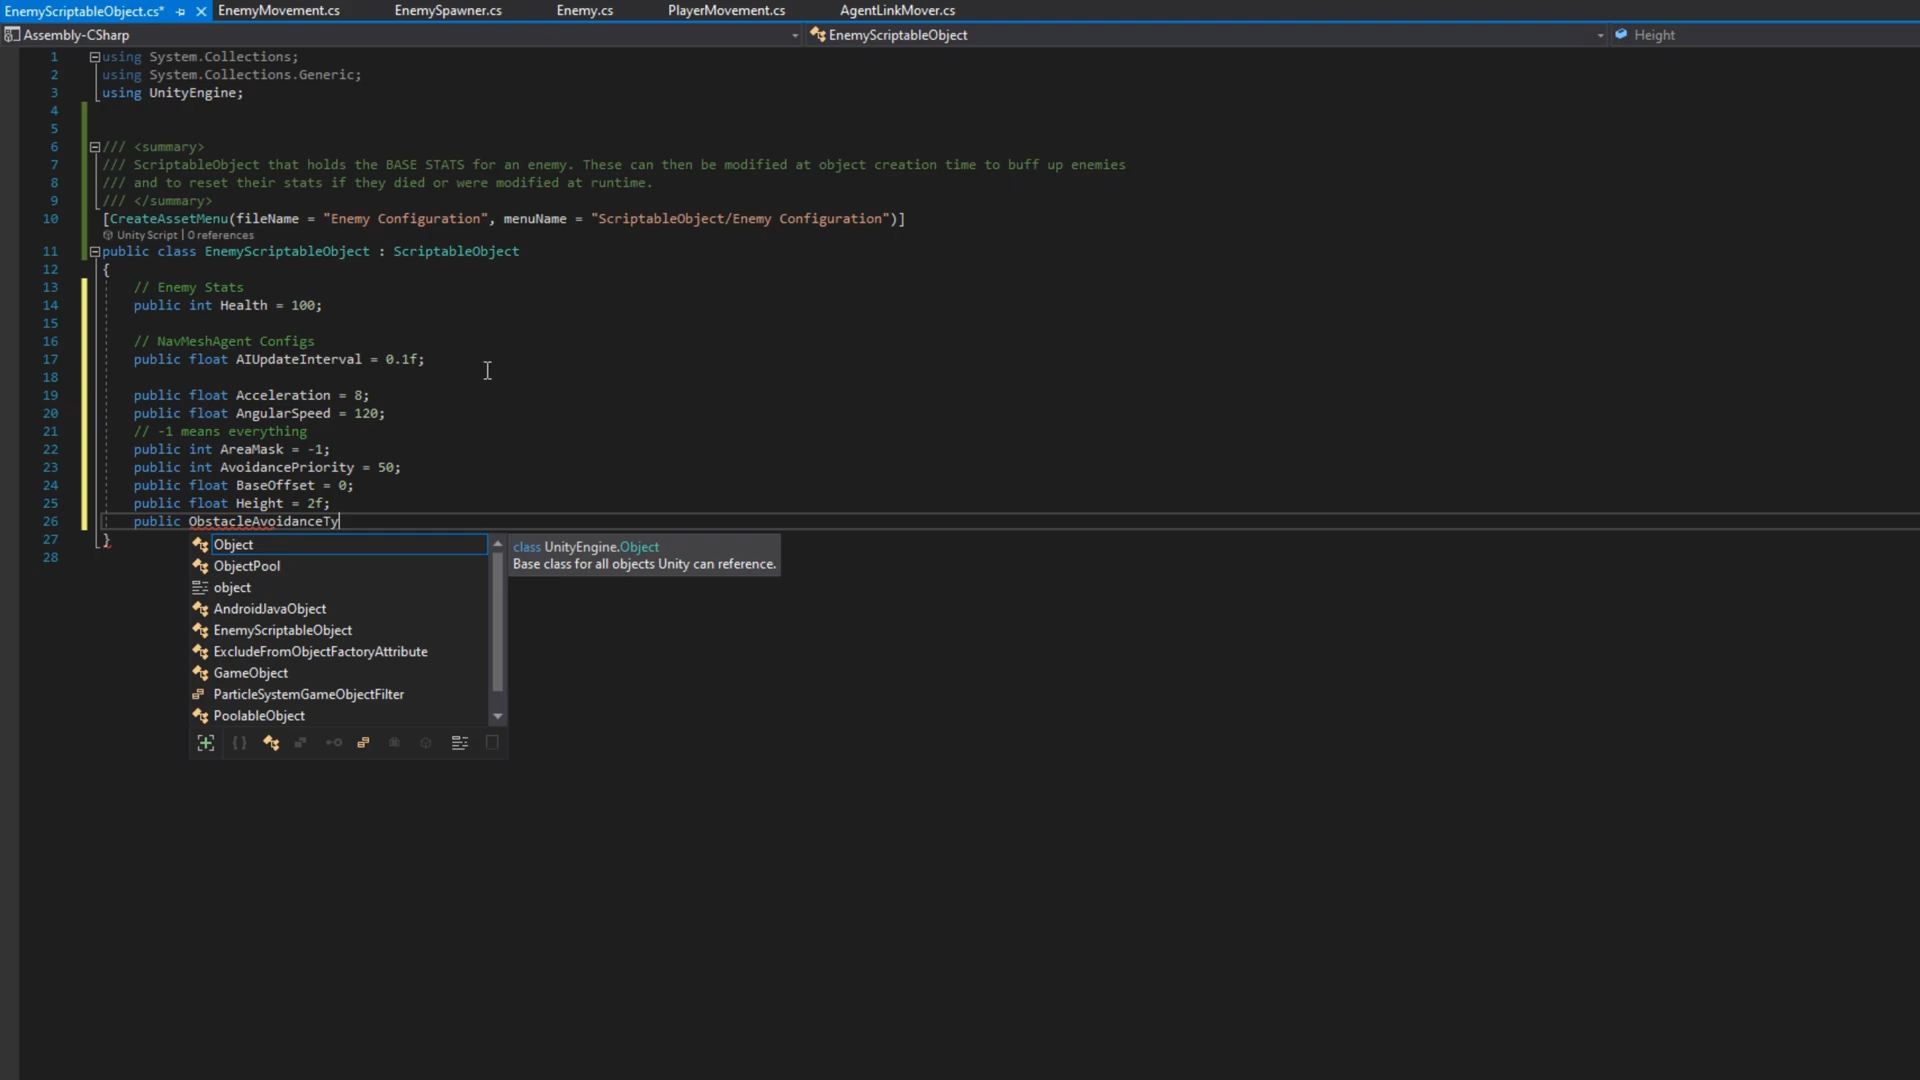 EnemyScriptableObject.cs* EnemyMovement.cs EnemySpawner.cs Enemy.cs PlayerMovement.cs AgentLinkMover.cs
Assembly-CSharp EnemyScriptableObject Height
1 using System.Collections;
2 using System.Collections.Generic;
3 using UnityEngine;
4
5
6 /// <summary>
7 /// ScriptableObject that holds the BASE STATS for an enemy. These can then be modified at object creation time to buff up enemies
8 /// and to reset their stats if they died or were modified at runtime.
9 /// </summary>
10 [CreateAssetMenu(fileName = "Enemy Configuration", menuName = "ScriptableObject/Enemy Configuration")]
Unity Script | 0 references
11 public class EnemyScriptableObject : ScriptableObject
12 {
13 // Enemy Stats
14 public int Health = 100;
15
16 // NavMeshAgent Configs
17 public float AIUpdateInterval = 0.1f;
18
19 public float Acceleration = 8;
20 public float AngularSpeed = 120;
21 // -1 means everything
22 public int AreaMask = -1;
23 public int AvoidancePriority = 50;
24 public float BaseOffset = 0;
25 public float Height = 2f;
26 public ObstacleAvoidanceTy
27 }
28
Object
ObjectPool
object
AndroidJavaObject
EnemyScriptableObject
ExcludeFromObjectFactoryAttribute
GameObject
ParticleSystemGameObjectFilter
PoolableObject
class UnityEngine.Object
Base class for all objects Unity can reference.